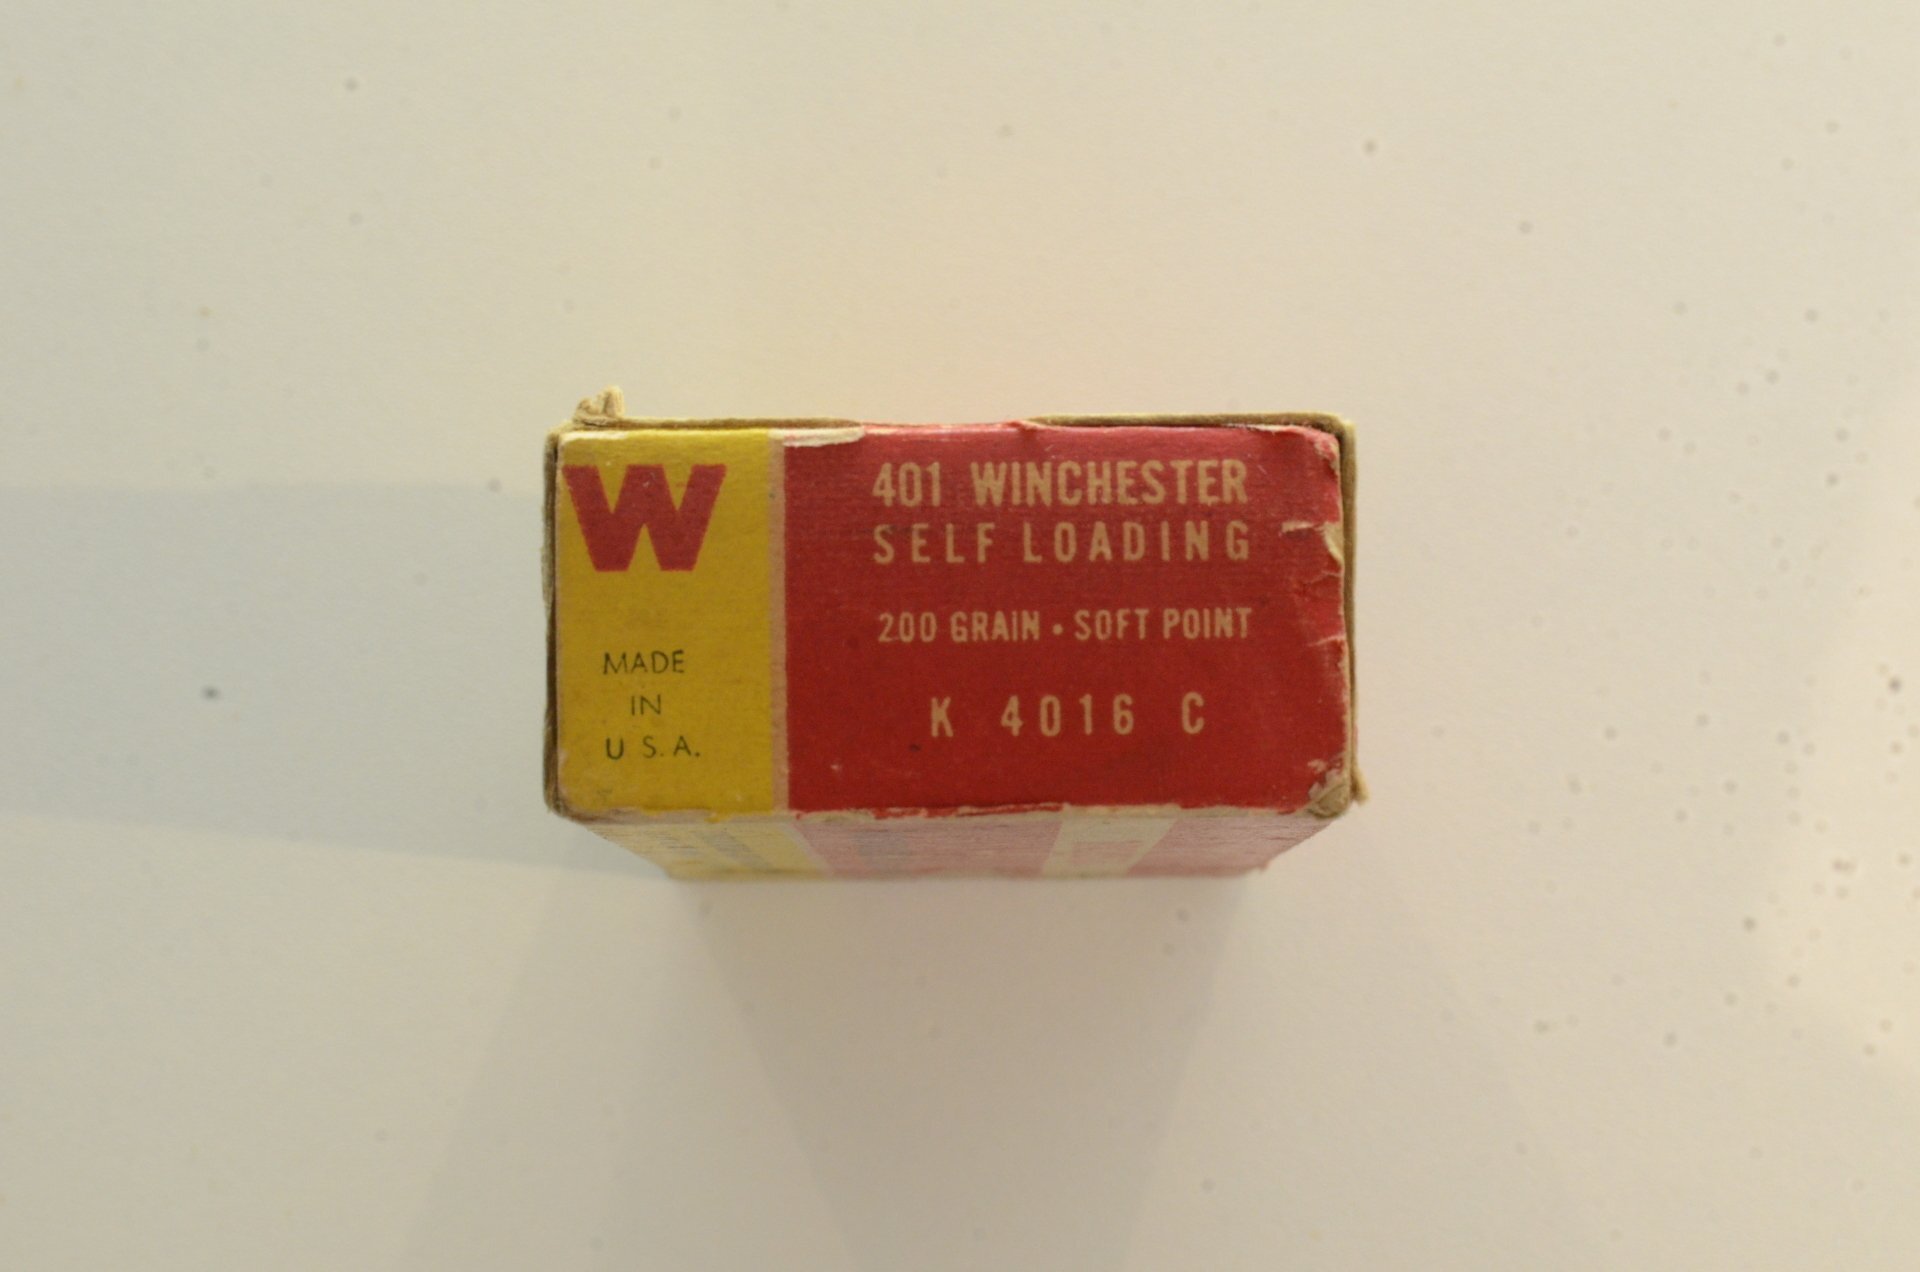 W
MADE
IN
U S. A.
401 WINCHESTER
SELF LOADING
200 GRAIN • SOFT POINT
K 4016 C